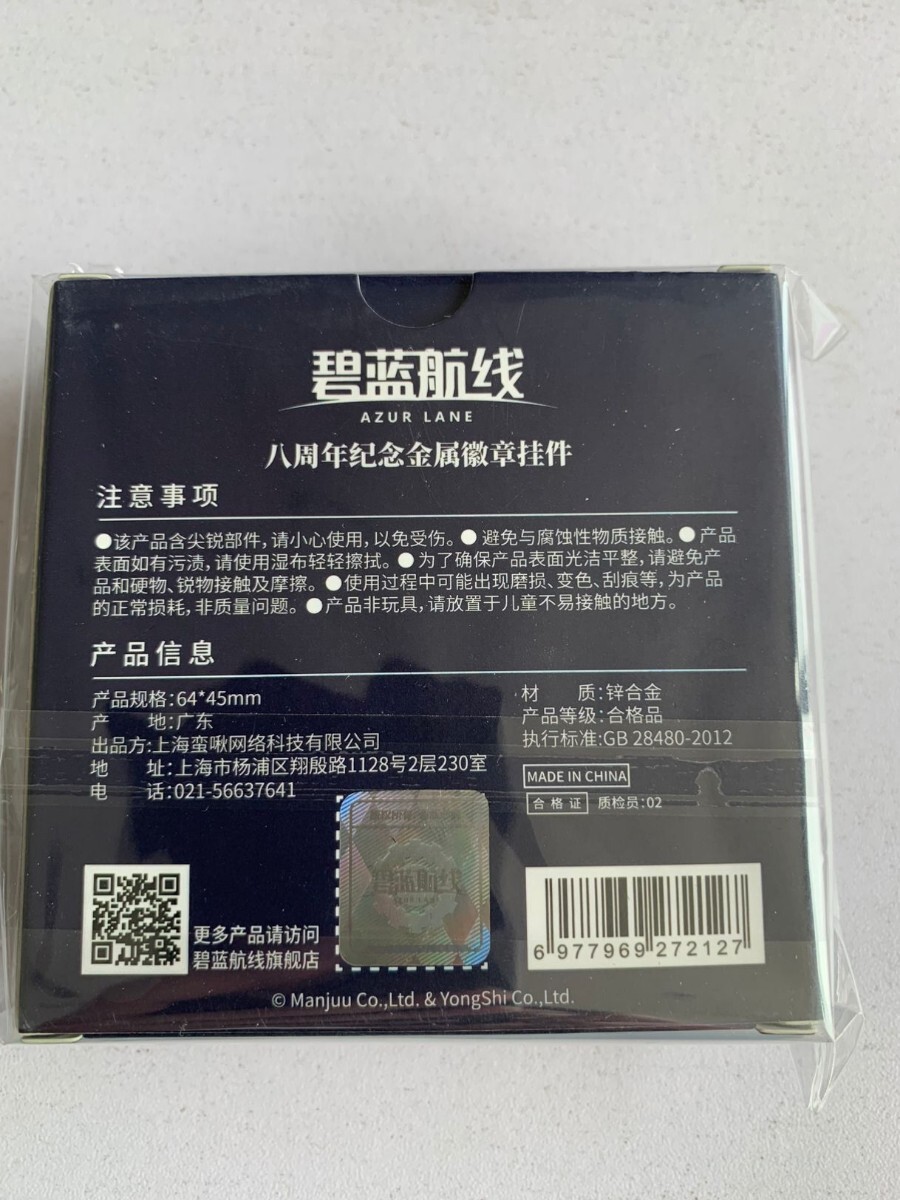 碧蓝航线
AZUR LANE
八周年纪念金属徽章挂件
注意事项
●该产品含尖锐部件,请小心使用,以免受伤。● 避免与腐蚀性物质接触。● 产品
表面如有污渍,请使用湿布轻轻擦拭。● 为了确保产品表面光洁平整,请避免产
品和硬物、锐物接触及摩擦。●使用过程中可能出现磨损、变色、刮痕等,为产品
的正常损耗,非质量问题。●产品非玩具,请放置于儿童不易接触的地方。
产品信息
产品规格:64*45mm
产 地:广东
出品方:上海蛮啾网络科技有限公司
地 址:上海市杨浦区翔殷路1128号2层230室
电 话:021-56637641
材 质:锌合金
产品等级:合格品
执行标准:GB 28480-2012
MADE IN CHINA
合格证 质检员:02
碧蓝航线
AZUR LANE
更多产品请访问
碧蓝航线旗舰店
6 977969 272127
© Manjuu Co.,Ltd. & YongShi Co.,Ltd.